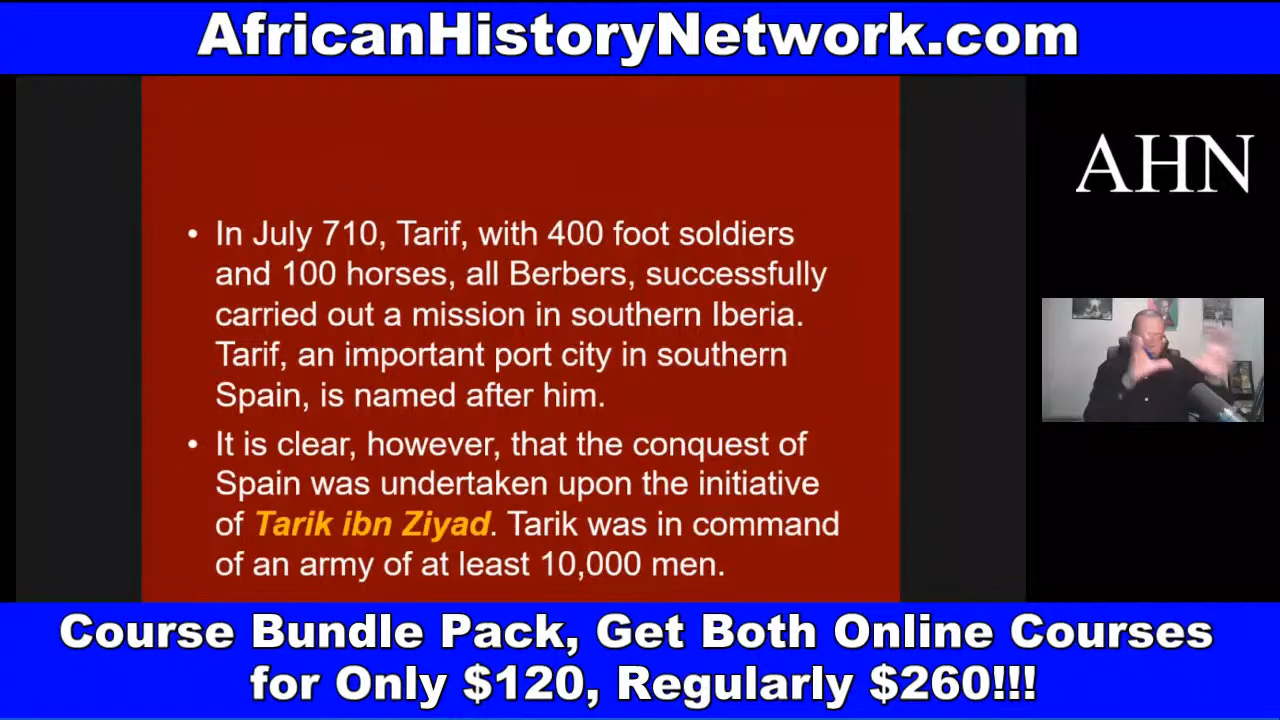 AfricanHistoryNetwork.com
AHN
• In July 710, Tarif, with 400 foot soldiers
and 100 horses, all Berbers, successfully
carried out a mission in southern Iberia.
Tarif, an important port city in southern
Spain, is named after him.
• It is clear, however, that the conquest of
Spain was undertaken upon the initiative
of Tarik ibn Ziyad. Tarik was in command
of an army of at least 10,000 men.
Course Bundle Pack, Get Both Online Courses
for Only $120, Regularly $260!!!